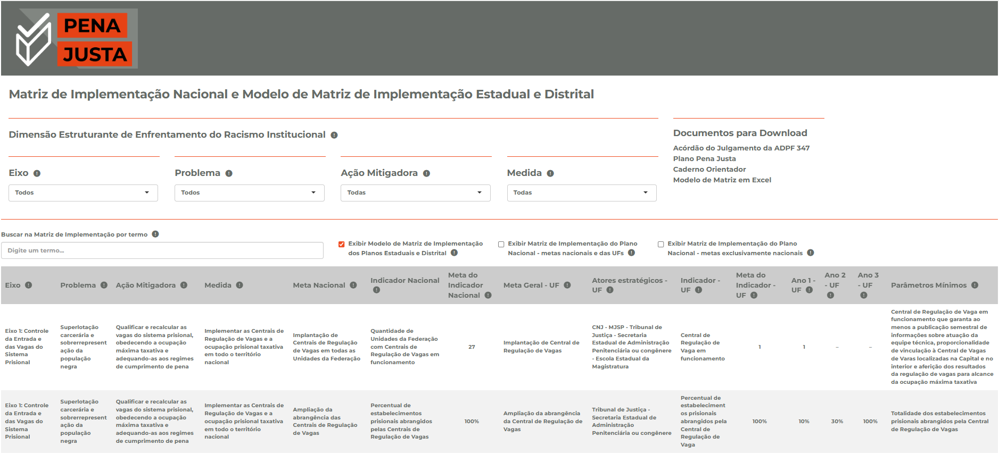 PENA
JUSTA
Matriz de Implementação Nacional e Modelo de Matriz de Implementação Estadual e Distrital
Dimensão Estruturante de Enfrentamento do Racismo Institucional
Documentos para Download
Acórdão do Julgamento da ADPF 347
Plano Pena Justa
Caderno Orientador
Modelo de Matriz em Excel
Eixo
Todos
Problema
Todos
Ação Mitigadora
Todas
Medida
Todas
Buscar na Matriz de Implementação por termo
Digite um termo...
Exibir Modelo de Matriz de Implementação
dos Planos Estaduais e Distrital
Exibir Matriz de Implementação do Plano
Nacional - metas nacionais e das UFs
Exibir Matriz de Implementação do Plano
Nacional - metas exclusivamente nacionais
Eixo
Problema
Ação Mitigadora
Medida
Meta Nacional
Indicador Nacional
Meta do
Indicador
Nacional
Meta Geral - UF
Atores estratégicos -
UF
Indicador -
UF
Meta do
Indicador -
UF
Ano 1 -
UF
Ano 2
- UF
Ano 3
- UF
Parâmetros Mínimos
Eixo 1: Controle
da Entrada e
das Vagas do
Sistema
Prisional
Superlotação
carcerária e
sobrerrepresent
ação da
população
negra
Qualificar e recalcular as
vagas do sistema prisional,
obedecendo a ocupação
máxima taxativa e
adequando-as aos regimes
de cumprimento de pena
Implementar as Centrais de
Regulação de Vagas e a
ocupação prisional taxativa
em todo o território
nacional
Implantação de
Centrais de Regulação
de Vagas em todas as
Unidades da Federação
Quantidade de
Unidades da Federação
com Centrais de
Regulação de Vagas em
funcionamento
27
Implantação de Central de
Regulação de Vagas
CNJ - MJSP - Tribunal de
Justiça - Secretaria
Estadual de Administração
Penitenciária ou congênere
- Escola Estadual da
Magistratura
Central de
Regulação de
Vaga em
funcionamento
1
1
–
–
Central de Regulação de Vaga em
funcionamento que garanta ao
menos a publicação semestral de
informações sobre atuação da
equipe técnica, proporcionalidade
de vinculação à Central de Vagas
de Varas localizadas na Capital e no
interior e aferição dos resultados
da regulação de vagas para alcance
da ocupação máxima taxativa
Eixo 1: Controle
da Entrada e
das Vagas do
Sistema
Prisional
Superlotação
carcerária e
sobrerrepresent
ação da
população
negra
Qualificar e recalcular as
vagas do sistema prisional,
obedecendo a ocupação
máxima taxativa e
adequando-as aos regimes
de cumprimento de pena
Implementar as Centrais de
Regulação de Vagas e a
ocupação prisional taxativa
em todo o território
nacional
Ampliação da
abrangência das
Centrais de Regulação
de Vagas
Percentual de
estabelecimentos
prisionais abrangidos
pelas Centrais de
Regulação de Vagas
100%
Ampliação da abrangência
da Central de Regulação de
Vagas
Tribunal de Justiça -
Secretaria Estadual de
Administração
Penitenciária ou congênere
Percentual de
estabeleciment
os prisionais
abrangidos pela
Central de
Regulação de
Vaga
100%
10%
30%
100%
Totalidade dos estabelecimentos
prisionais abrangidos pela Central
de Regulação de Vagas